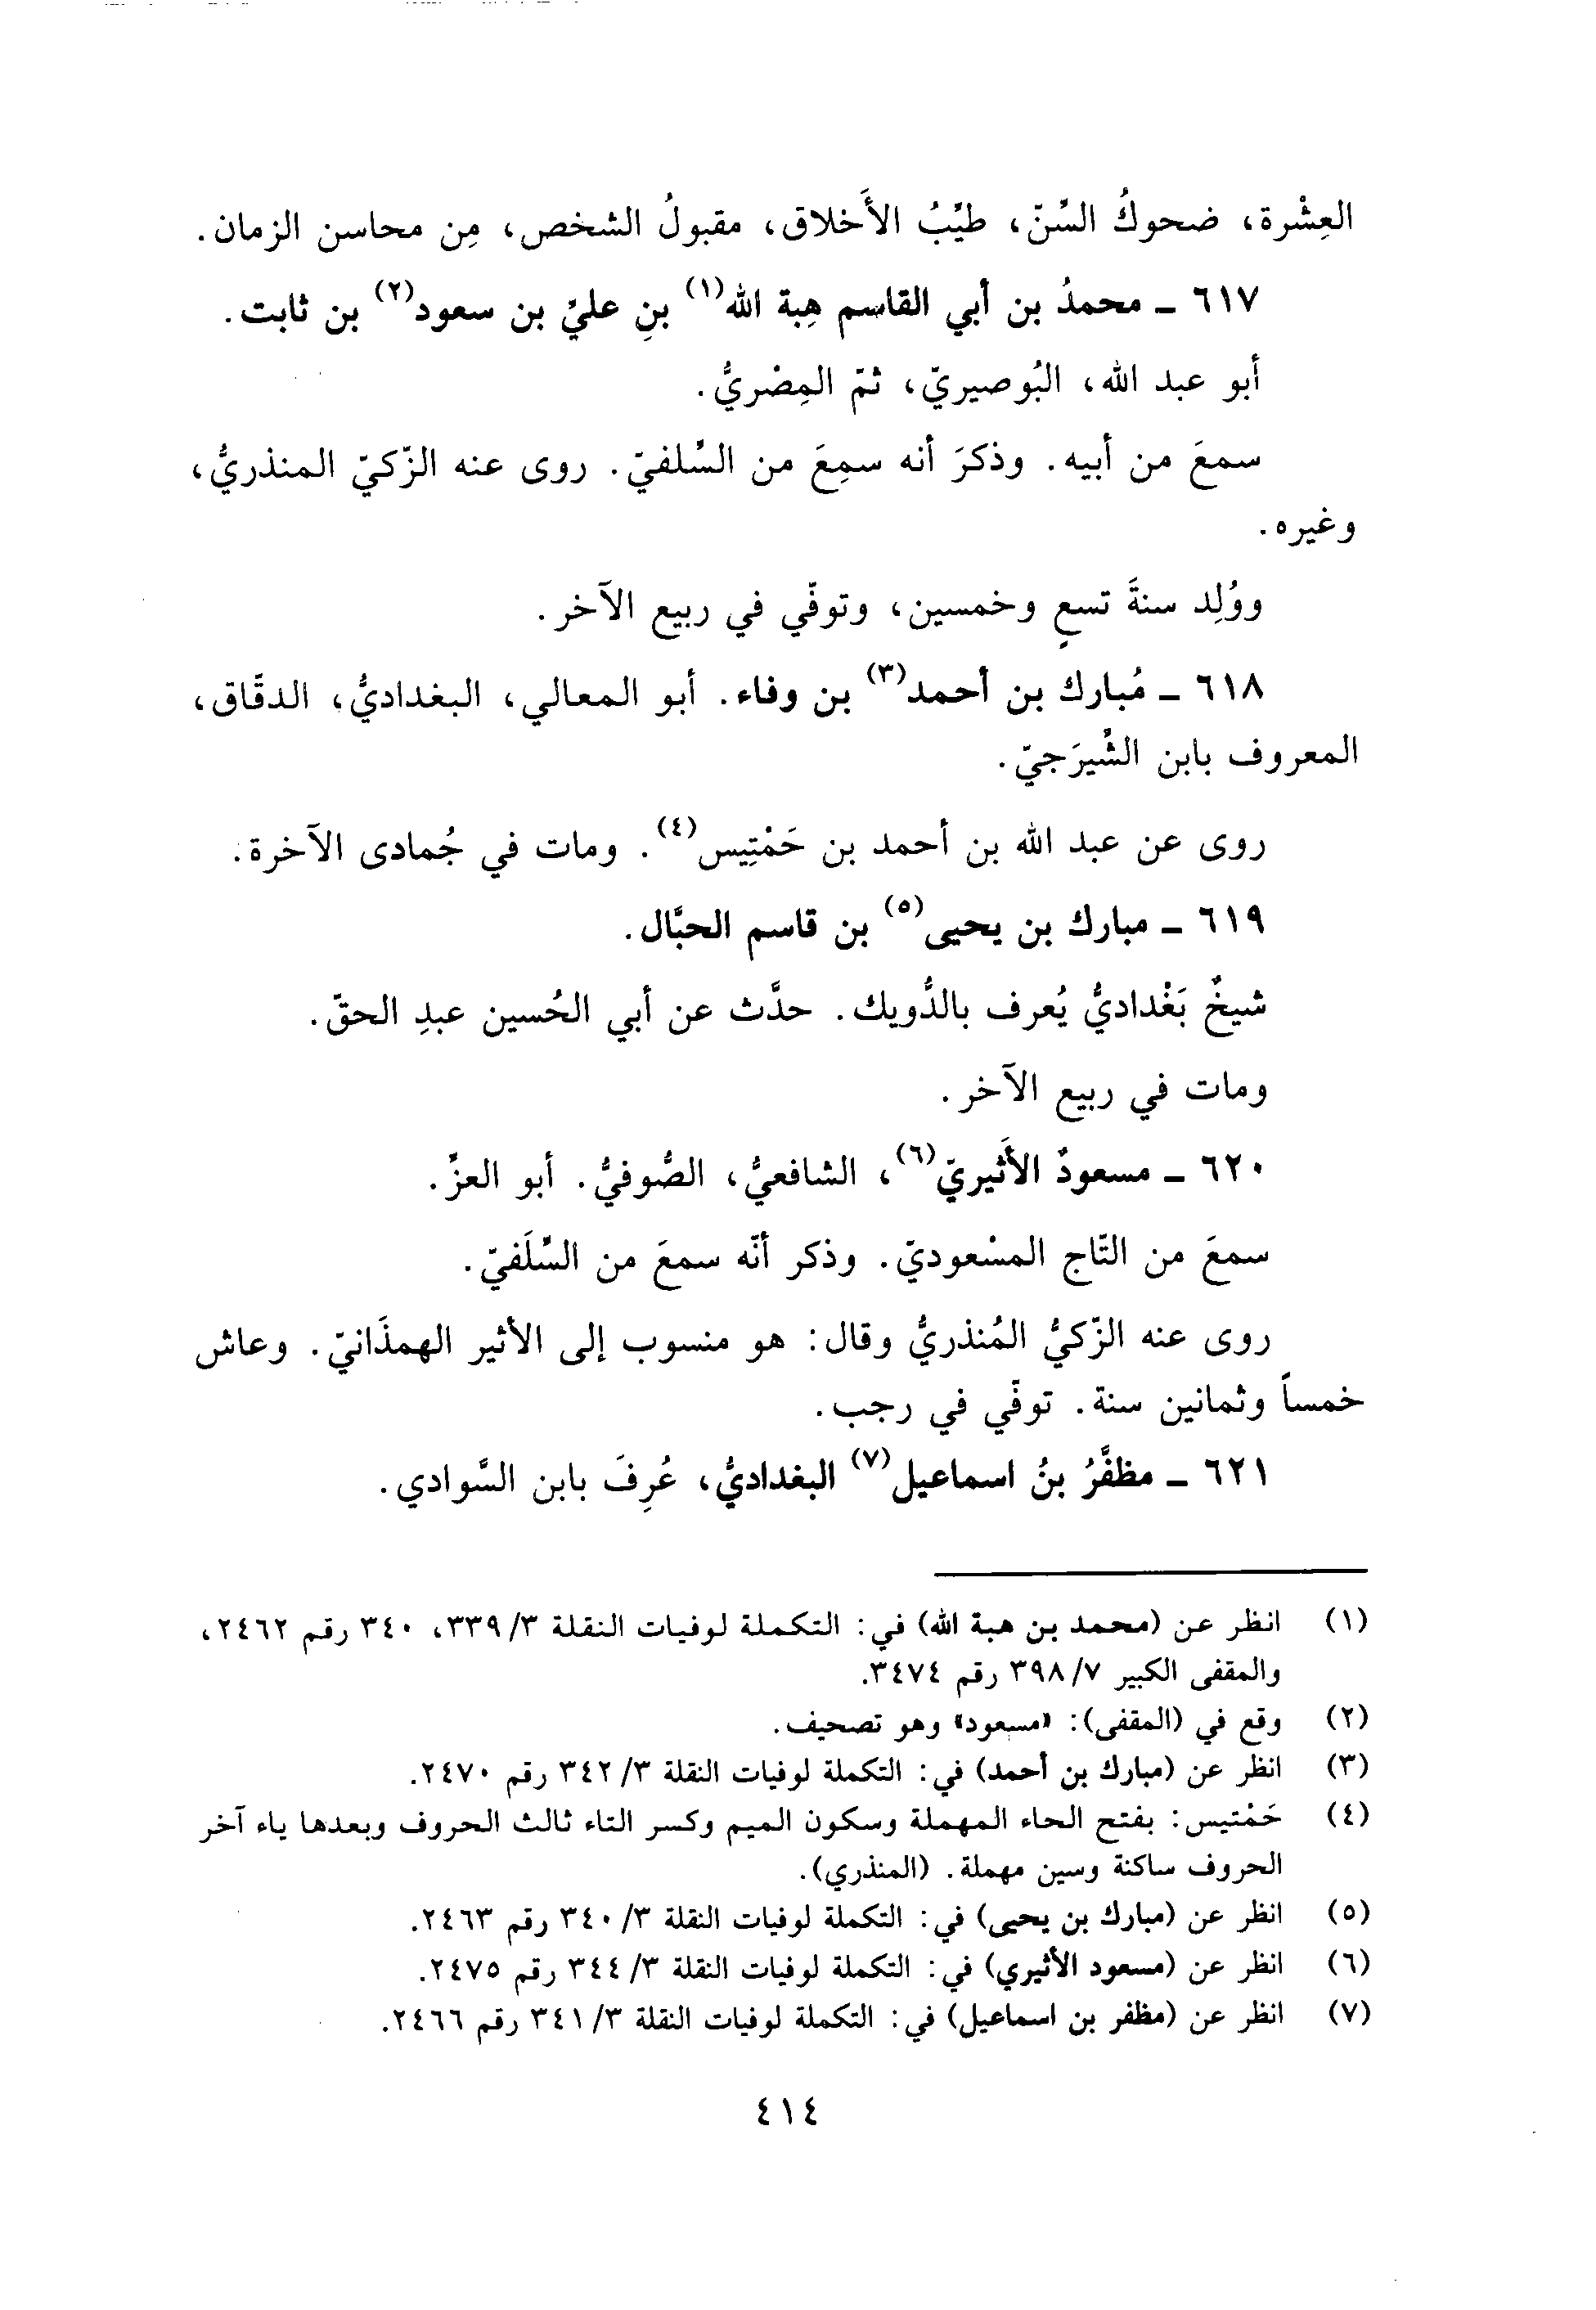 العِشْرة، ضحوكُ السِّنّ، طيِّبُ الأَخلاق، مقبولُ الشخص، مِن محاسن الزمان.
٦١٧ ـ محمدُ بن أبي القاسم هِبة الله(١) بنِ عليّ بن سعود(٢) بن ثابت.
أبو عبد الله، البُوصيريّ، ثمّ المِصْريُّ.
سمعَ من أبيه. وذكرَ أنه سمِعَ من السِّلفيّ. روى عنه الزّكيّ المنذريُّ،
وغيره.
ووُلِد سنةَ تسعٍ وخمسين، وتوفّي في ربيع الآخر.
٦١٨ ـ مُبارك بن أحمد(٣) بن وفاء. أبو المعالي، البغداديُّ، الدقَّاق،
المعروف بابن الشِّيرَجيّ.
روى عن عبد الله بن أحمد بن حَمْتِيس(٤). ومات في جُمادى الآخرة.
٦١٩ ـ مبارك بن يحيى(٥) بن قاسم الحبَّال.
شيخٌ بَغْداديُّ يُعرف بالدُّويك. حدَّث عن أبي الحُسين عبدِ الحقّ.
ومات في ربيع الآخر.
٦٢٠ ـ مسعودٌ الأَثيريّ(٦)، الشافعيُّ، الصُّوفيُّ. أبو العزِّ.
سمعَ من التّاج المسْعوديّ. وذكر أنّه سمعَ من السِّلَفيّ.
روى عنه الزّكيُّ المُنذريُّ وقال: هو منسوب إلى الأثير الهمذَانيّ. وعاش
خمساً وثمانين سنة. توفّي في رجب.
٦٢١ ـ مظفَّرُ بنُ اسماعيل(٧) البغداديُّ، عُرِفَ بابن السَّوادي.
(١) انظر عن (محمد بن هبة الله) في: التكملة لوفيات النقلة ٣/ ٣٣٩، ٣٤٠ رقم ٢٤٦٢،
والمقفى الكبير ٧/ ٣٩٨ رقم ٣٤٧٤.
(٢) وقع في (المقفى): «مسعود» وهو تصحيف.
(٣) انظر عن (مبارك بن أحمد) في: التكملة لوفيات النقلة ٣/ ٣٤٢ رقم ٢٤٧٠.
(٤) حَمْتيس: بفتح الحاء المهملة وسكون الميم وكسر التاء ثالث الحروف وبعدها ياء آخر
الحروف ساكنة وسين مهملة. (المنذري).
(٥) انظر عن (مبارك بن يحيى) في: التكملة لوفيات النقلة ٣/ ٣٤٠ رقم ٢٤٦٣.
(٦) انظر عن (مسعود الأثيري) في: التكملة لوفيات النقلة ٣/ ٣٤٤ رقم ٢٤٧٥.
(٧) انظر عن (مظفر بن اسماعيل) في: التكملة لوفيات النقلة ٣/ ٣٤١ رقم ٢٤٦٦.
٤١٤